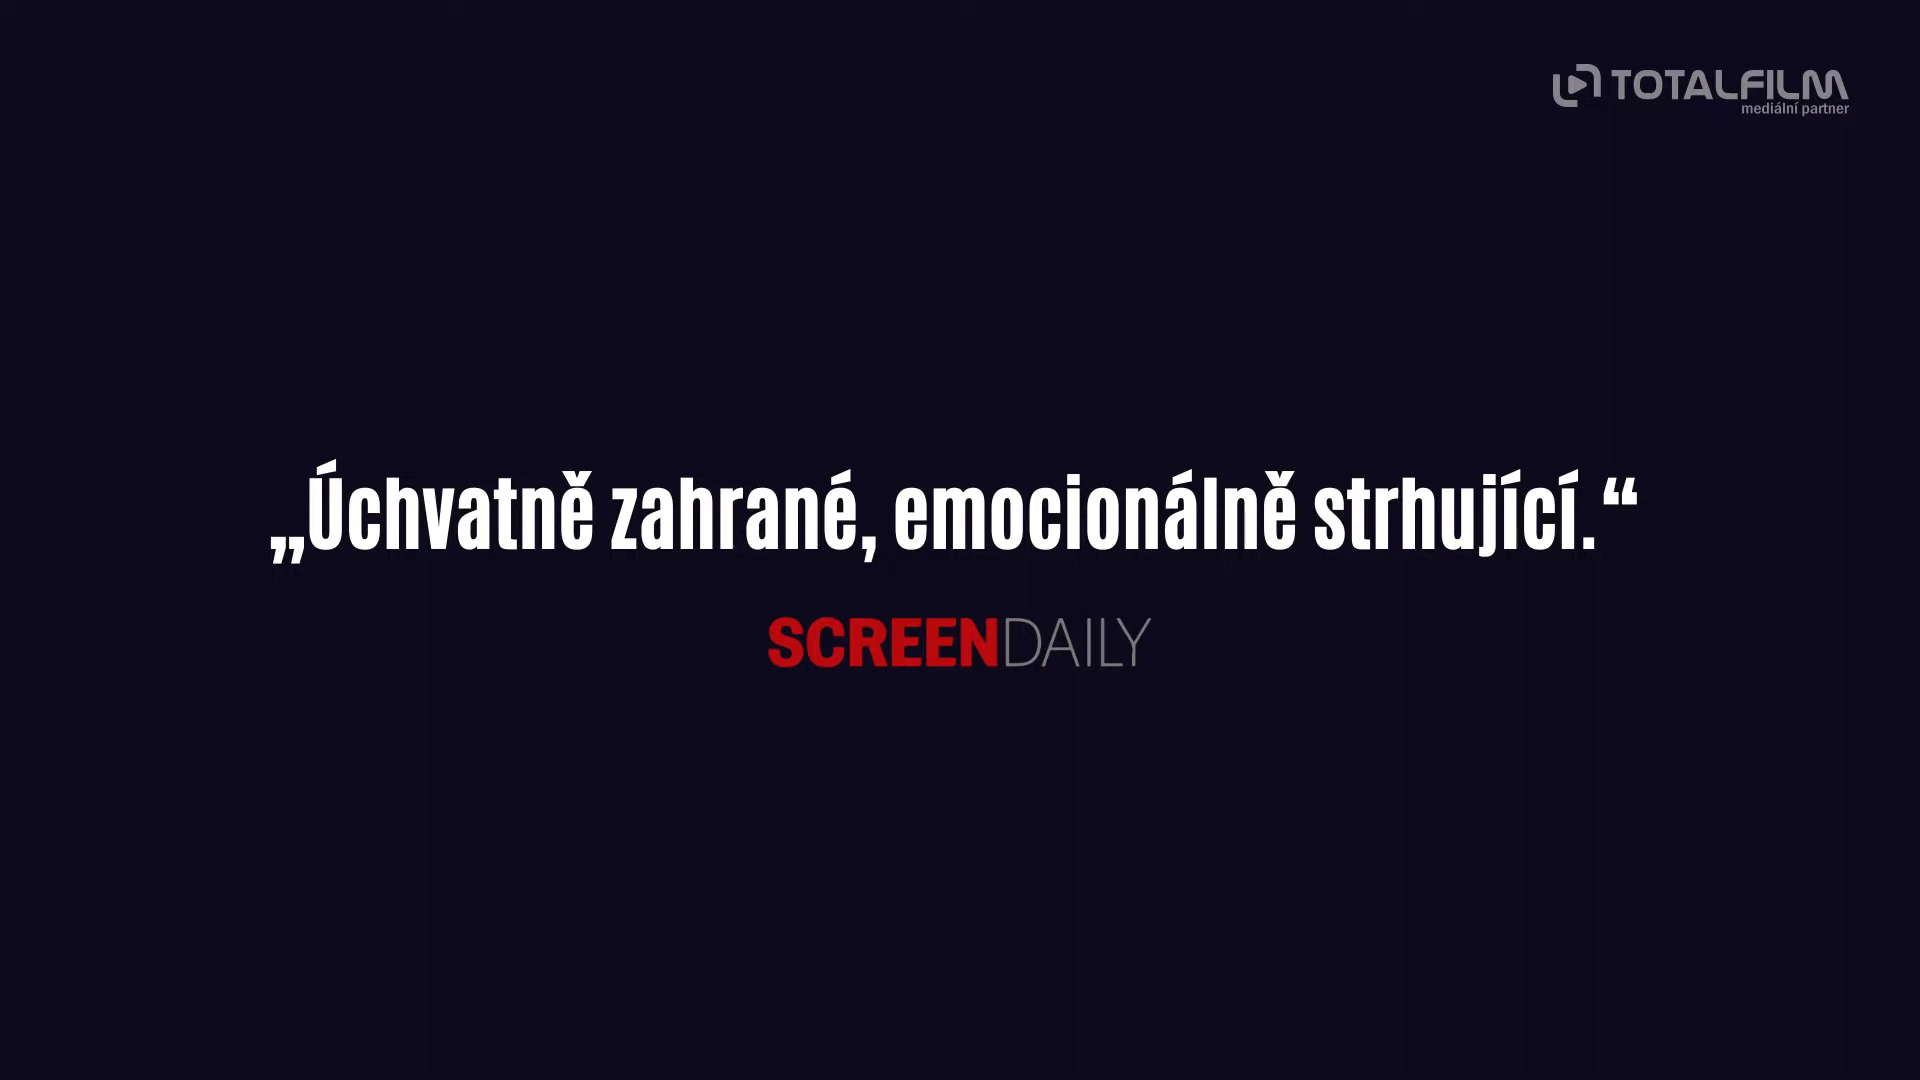 TOTALFILM
mediální partner
„Úchvatně zahrané, emocionálně strhující.“
SCREENDAILY